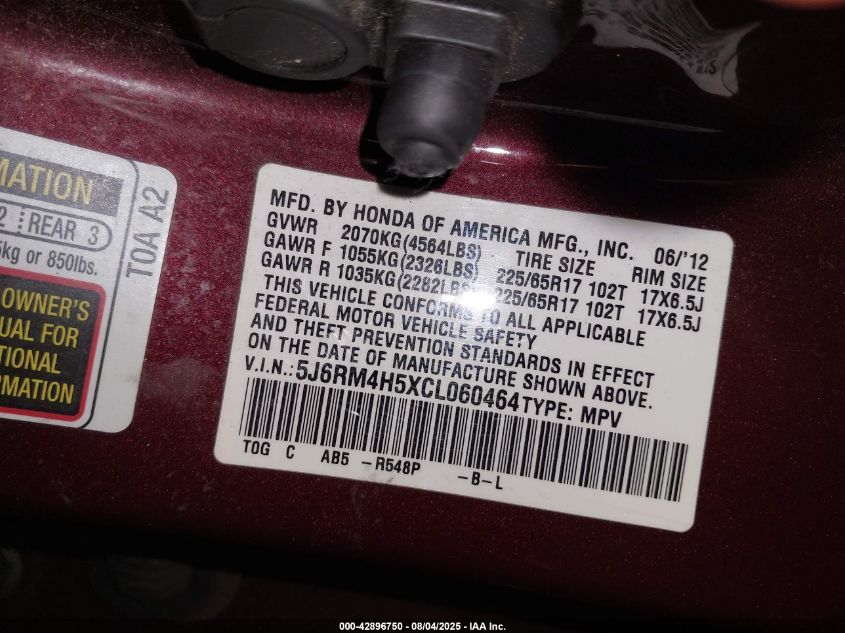 MATION
2 REAR 3
5kg or 850lbs.
OWNER'S
UAL FOR
TIONAL
RMATION
TOA A2
MFD. BY HONDA OF AMERICA MFG., INC. 06/'12
GVWR 2070KG(4564LBS) TIRE SIZE RIM SIZE
GAWR F 1055KG(2326LBS) 225/65R17 102T 17X6.5J
GAWR R 1035KG(2282LBS) 225/65R17 102T 17X6.5J
THIS VEHICLE CONFORMS TO ALL APPLICABLE
FEDERAL MOTOR VEHICLE SAFETY
AND THEFT PREVENTION STANDARDS IN EFFECT
ON THE DATE OF MANUFACTURE SHOWN ABOVE.
V.I.N.:5J6RM4H5XCL060464 TYPE: MPV
TOG C AB5 -R548P -B-L
000-42896750 - 08/04/2025 - IAA Inc.